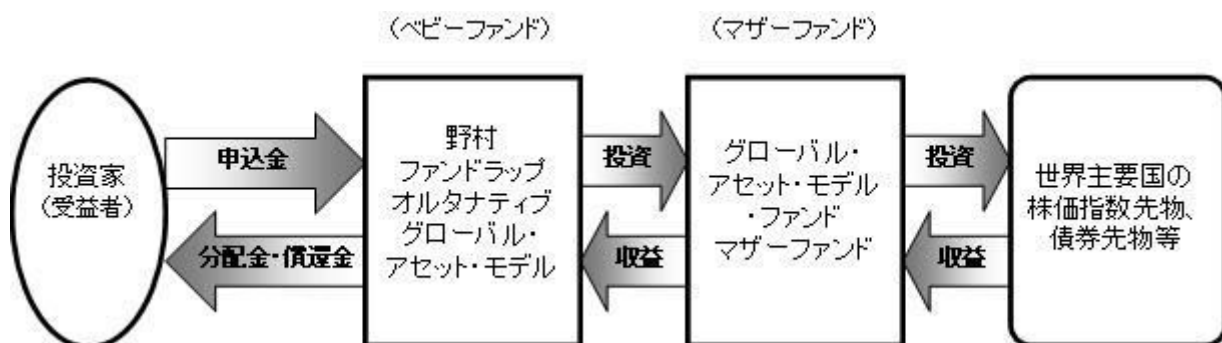 （ベビーファンド）
（マザーファンド）
投資家
（受益者）
申込金
分配金・償還金
野村
ファンドラップ
オルタナティブ
グローバル・
アセット・モデル
投資
収益
グローバル・
アセット・モデル
・ファンド
マザーファンド
投資
収益
世界主要国の
株価指数先物、
債券先物等